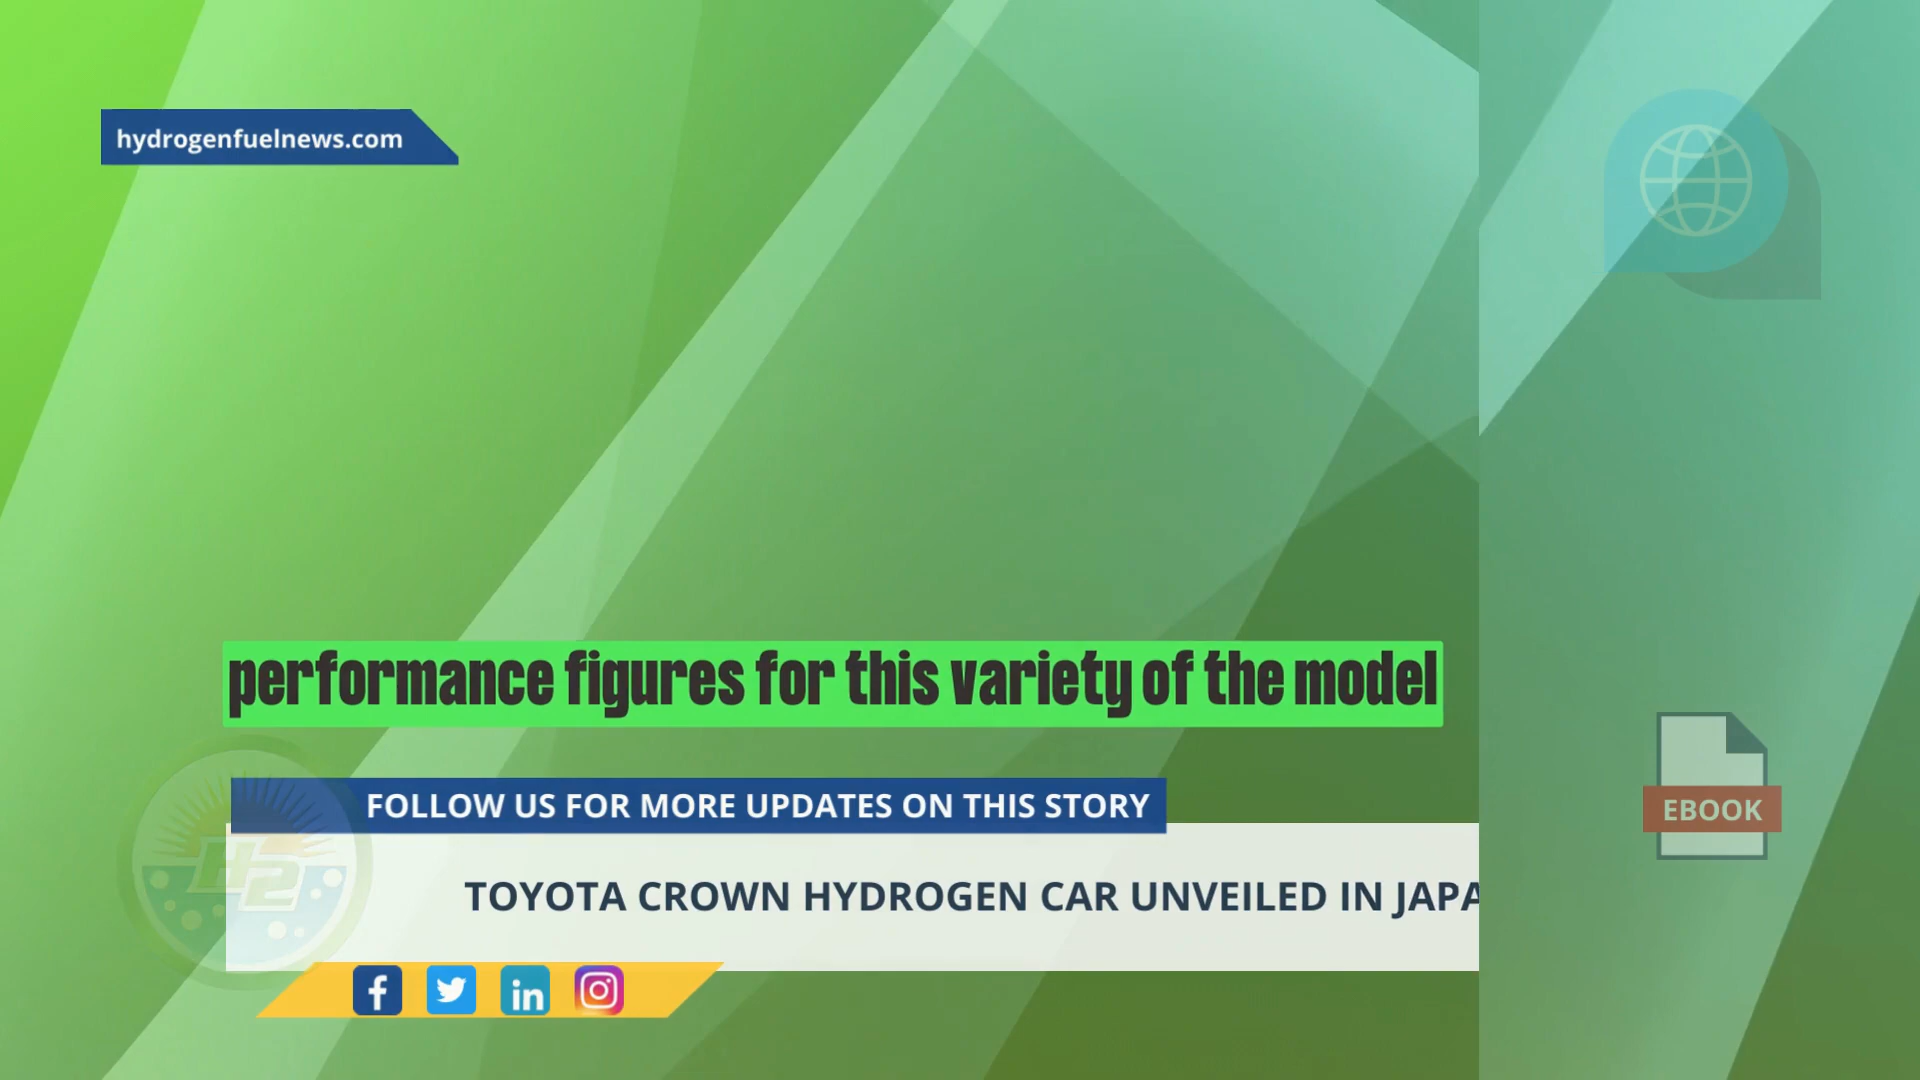 hydrogenfuelnews.com
performance figures for this variety of the model
FOLLOW US FOR MORE UPDATES ON THIS STORY
TOYOTA CROWN HYDROGEN CAR UNVEILED IN JAPA
H2
EBOOK